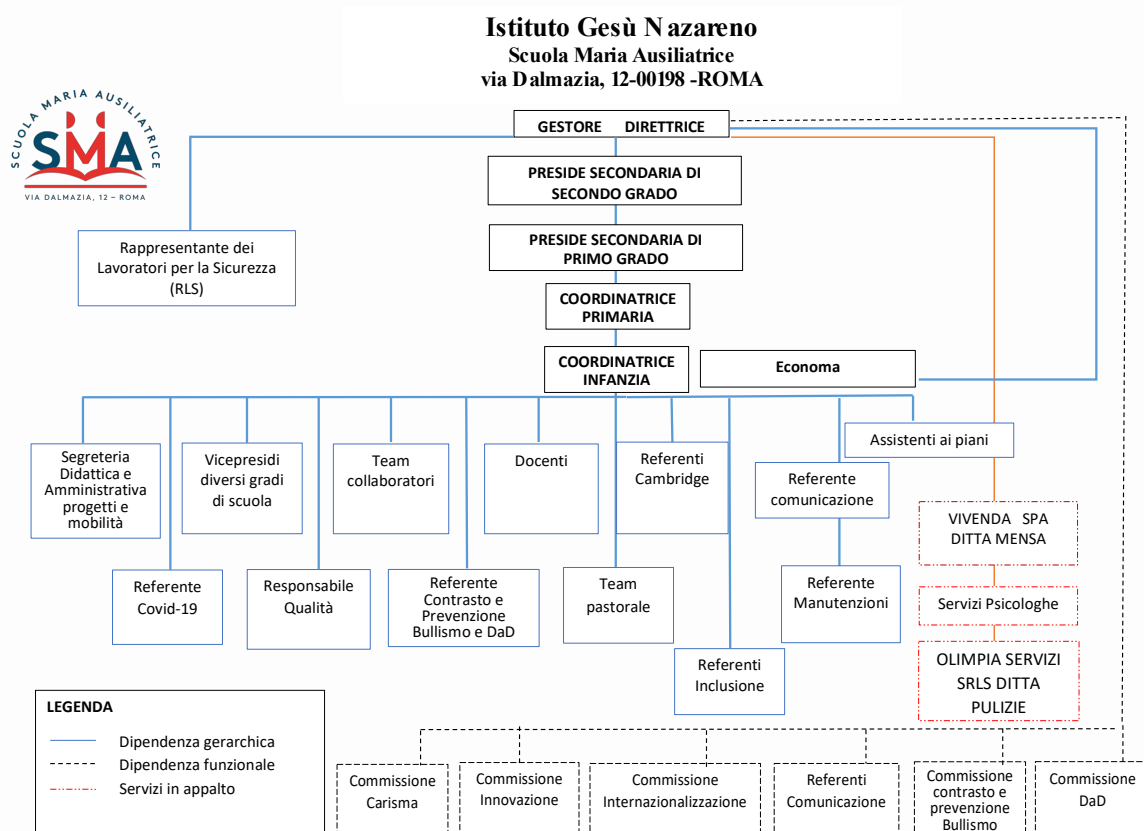 Istituto Gesù Nazareno
Scuola Maria Ausiliatrice
via Dalmazia, 12-00198 -ROMA
SCUOLA MARIA AUSILIATRICE
SMA
VIA DALMAZIA, 12 – ROMA
GESTORE DIRETTRICE
PRESIDE SECONDARIA DI
SECONDO GRADO
PRESIDE SECONDARIA DI
PRIMO GRADO
Rappresentante dei
Lavoratori per la Sicurezza
(RLS)
COORDINATRICE
PRIMARIA
COORDINATRICE
INFANZIA
Economa
Segreteria
Didattica e
Amministrativa
progetti e
mobilità
Vicepresidi
diversi gradi
di scuola
Team
collaboratori
Docenti
Referenti
Cambridge
Referente
comunicazione
Assistenti ai piani
VIVENDA SPA
DITTA MENSA
Referente
Covid-19
Responsabile
Qualità
Referente
Contrasto e
Prevenzione
Bullismo e DaD
Team
pastorale
Referente
Manutenzioni
Servizi Psicologhe
Referenti
Inclusione
OLIMPIA SERVIZI
SRLS DITTA
PULIZIE
LEGENDA
Dipendenza gerarchica
Dipendenza funzionale
Servizi in appalto
Commissione
Carisma
Commissione
Innovazione
Commissione
Internazionalizzazione
Referenti
Comunicazione
Commissione
contrasto e
prevenzione
Bullismo
Commissione
DaD